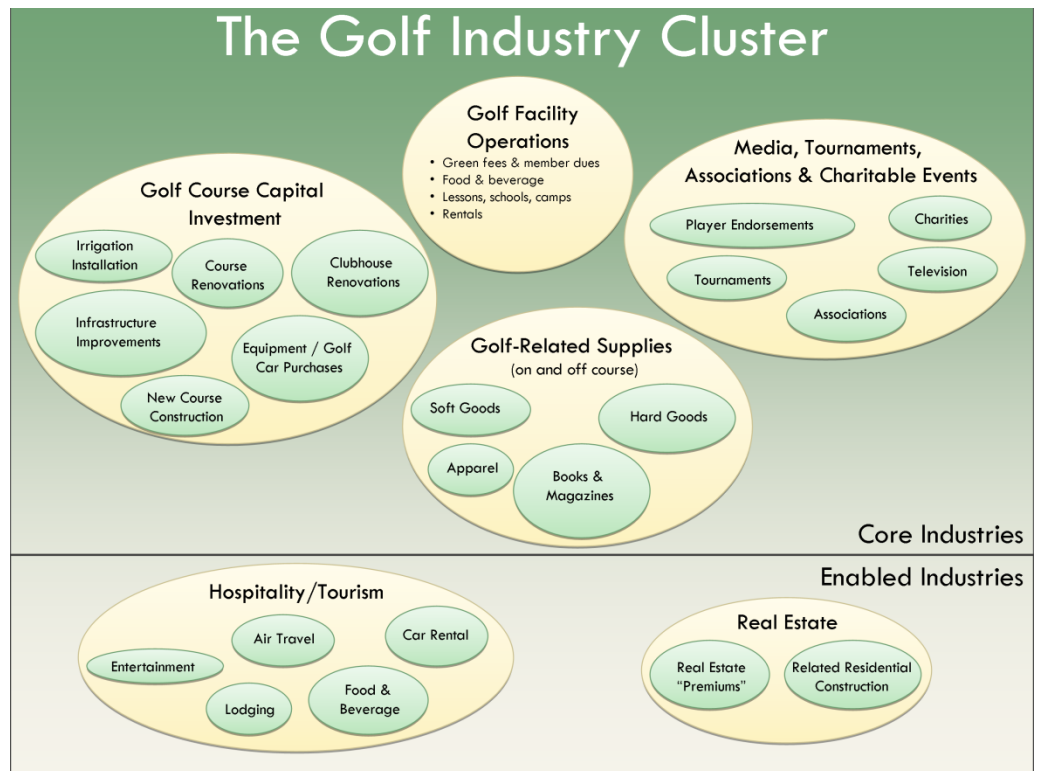 The Golf Industry Cluster
Golf Facility
Operations
• Green fees & member dues
• Food & beverage
• Lessons, schools, camps
• Rentals
Golf Course Capital
Investment
Irrigation
Installation
Course
Renovations
Clubhouse
Renovations
Infrastructure
Improvements
Equipment / Golf
Car Purchases
New Course
Construction
Media, Tournaments,
Associations & Charitable Events
Player Endorsements
Charities
Tournaments
Television
Associations
Golf-Related Supplies
(on and off course)
Soft Goods
Hard Goods
Apparel
Books &
Magazines
Core Industries
Enabled Industries
Hospitality/Tourism
Air Travel
Car Rental
Entertainment
Lodging
Food &
Beverage
Real Estate
Real Estate
“Premiums”
Related Residential
Construction